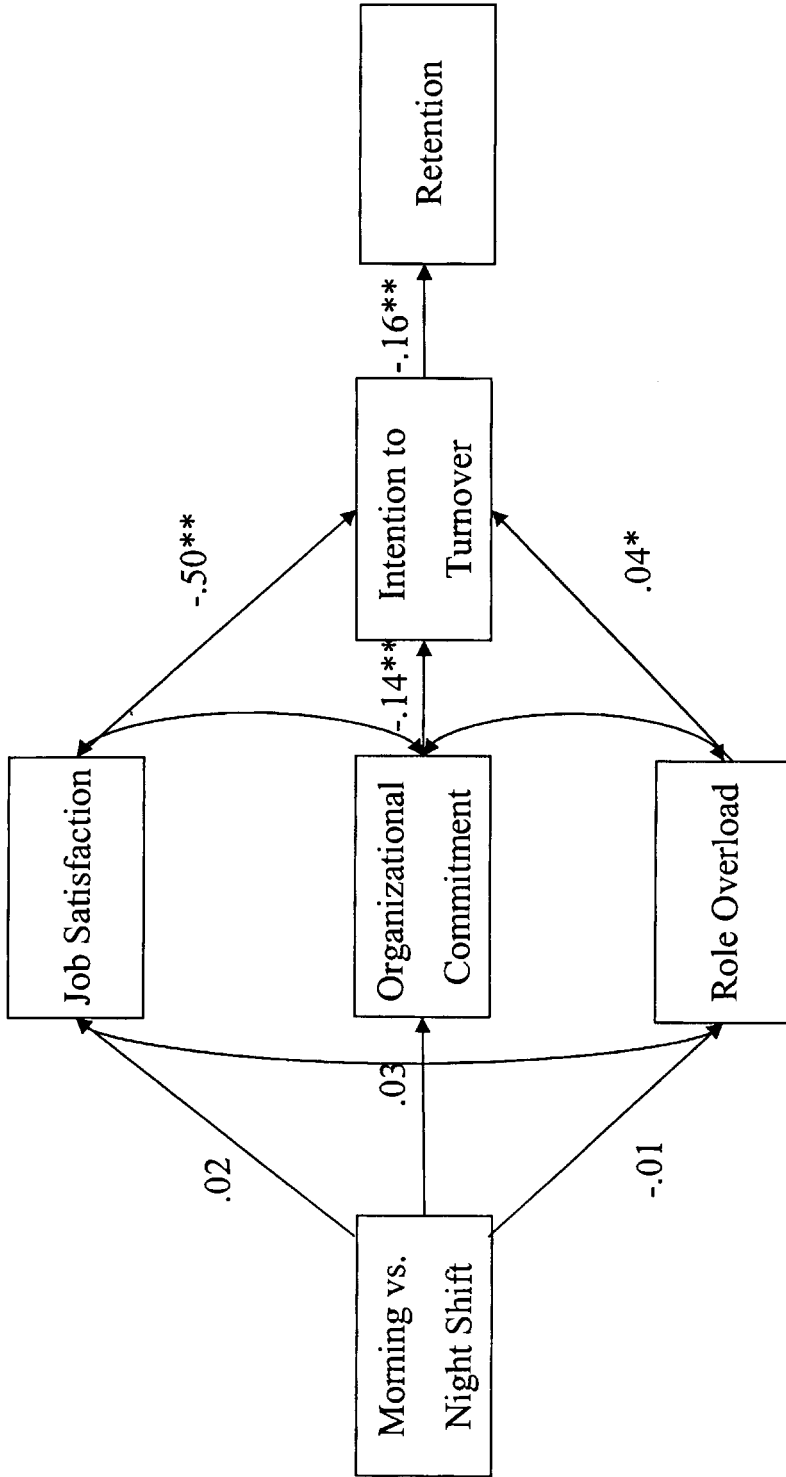 Job Satisfaction
-.50**
.02
Morning vs.
Night Shift
.03
Organizational
Commitment
-.14**
Intention to
Turnover
-.16**
Retention
-.01
Role Overload
.04*